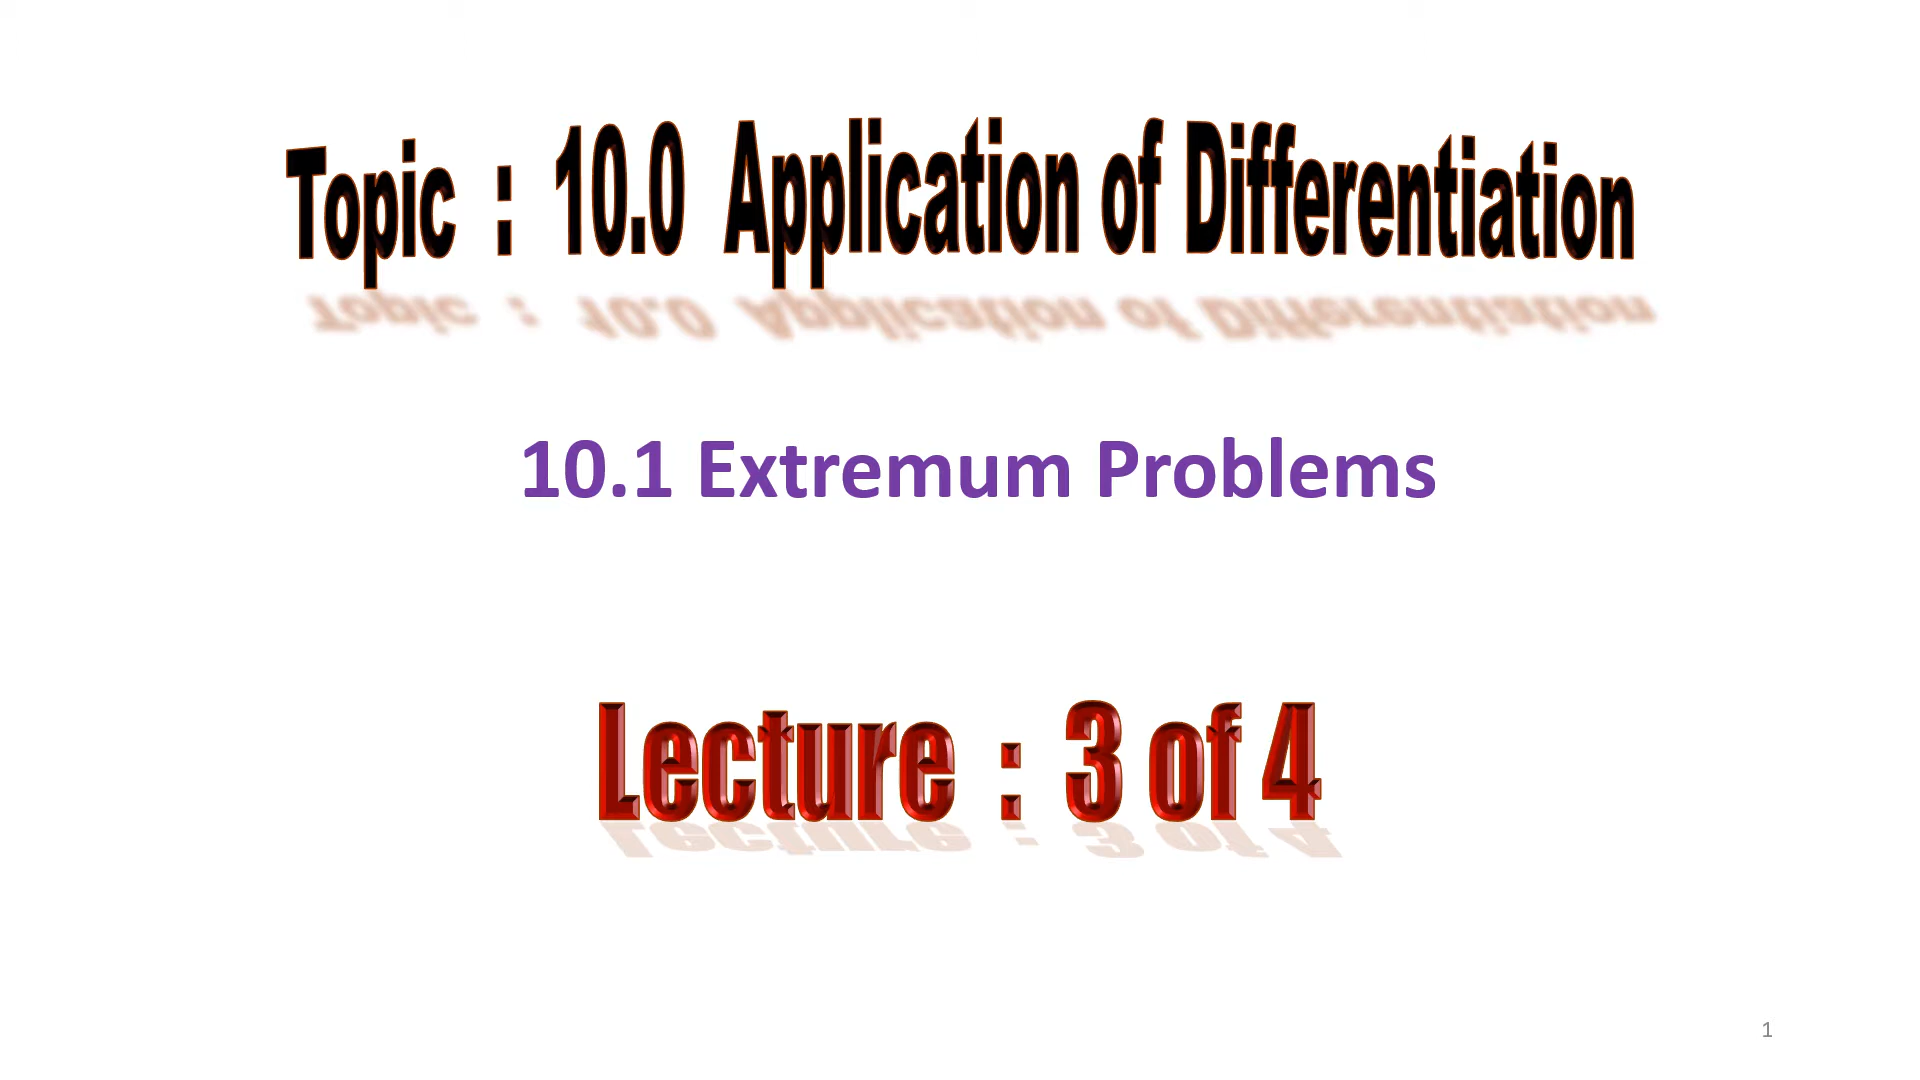 Topic : 10.0 Application of Differentiation
10.1 Extremum Problems
Lecture : 3 of 4
1